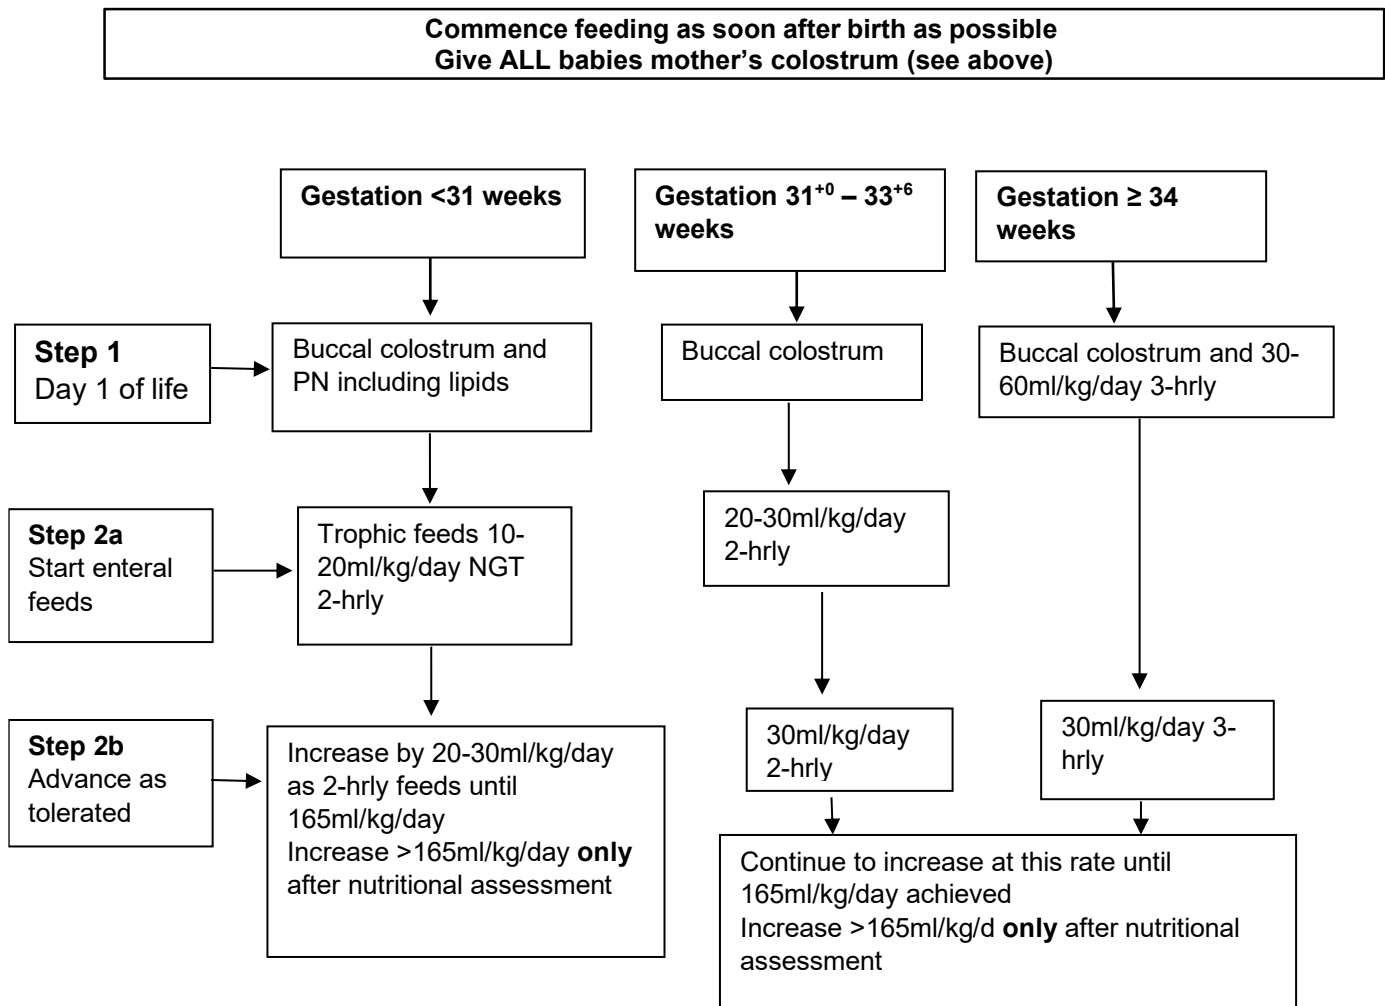 Commence feeding as soon after birth as possible
Give ALL babies mother’s colostrum (see above)
Gestation <31 weeks
Gestation 31+0 – 33+6
weeks
Gestation ≥ 34
weeks
Step 1
Day 1 of life
Buccal colostrum and
PN including lipids
Buccal colostrum
Buccal colostrum and 30-
60ml/kg/day 3-hrly
Step 2a
Start enteral
feeds
Trophic feeds 10-
20ml/kg/day NGT
2-hrly
20-30ml/kg/day
2-hrly
Step 2b
Advance as
tolerated
Increase by 20-30ml/kg/day
as 2-hrly feeds until
165ml/kg/day
Increase >165ml/kg/day only
after nutritional assessment
30ml/kg/day
2-hrly
30ml/kg/day 3-
hrly
Continue to increase at this rate until
165ml/kg/day achieved
Increase >165ml/kg/d only after nutritional
assessment